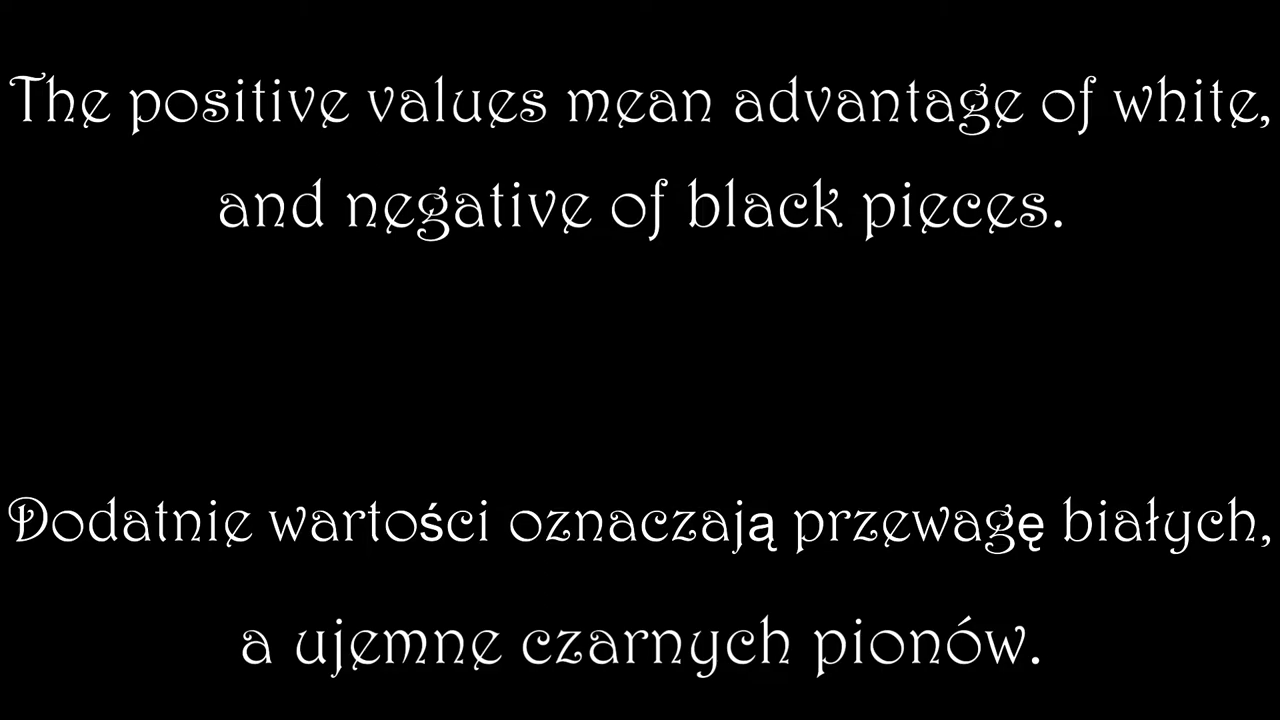 The positive values mean advantage of white,
and negative of black pieces.
Dodatnie wartości oznaczają przewagę białych,
a ujemne czarnych pionów.